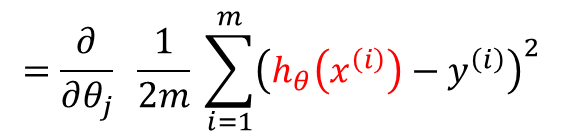 = ∂/∂θⱼ 1/2m ∑ᵢ₌₁ᵐ (h_θ(x⁽ⁱ⁾) − y⁽ⁱ⁾)²